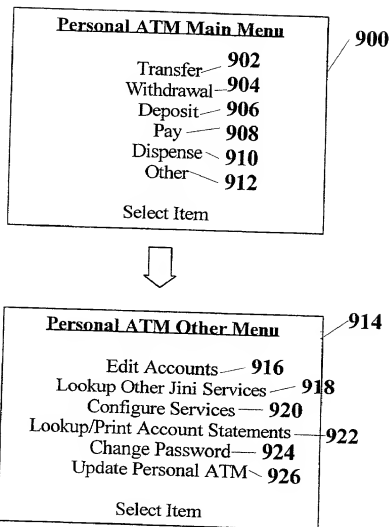 Personal ATM Main Menu
900
Transfer 902
Withdrawal 904
Deposit 906
Pay 908
Dispense 910
Other 912
Select Item
Personal ATM Other Menu
914
Edit Accounts 916
Lookup Other Jini Services 918
Configure Services 920
Lookup/Print Account Statements 922
Change Password 924
Update Personal ATM 926
Select Item